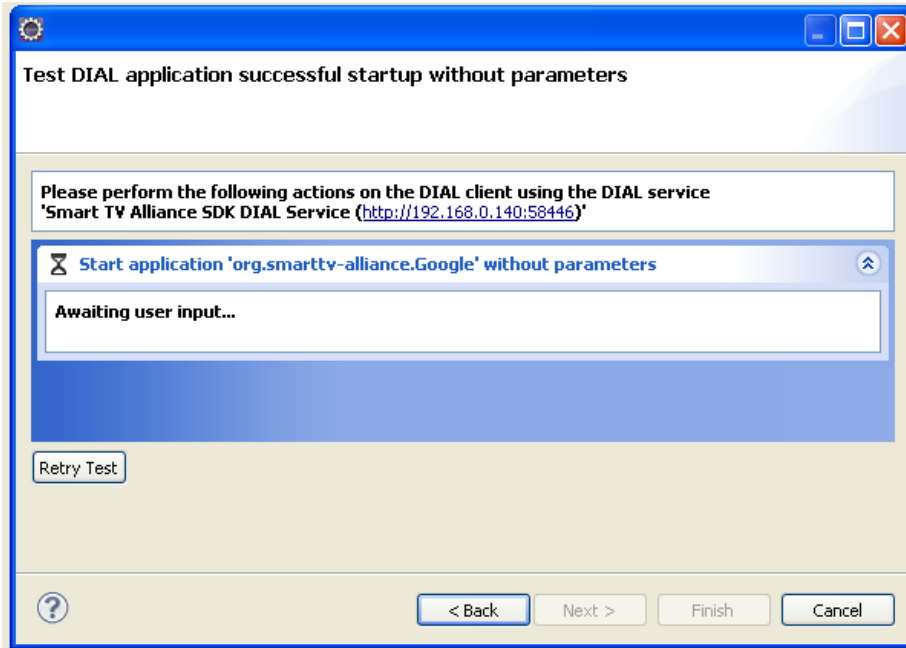 Test DIAL application successful startup without parameters
Please perform the following actions on the DIAL client using the DIAL service
'Smart TV Alliance SDK DIAL Service (http://192.168.0.140:58446)'
Start application 'org.smarttv-alliance.Google' without parameters
Awaiting user input...
Retry Test
?
< Back Next > Finish Cancel